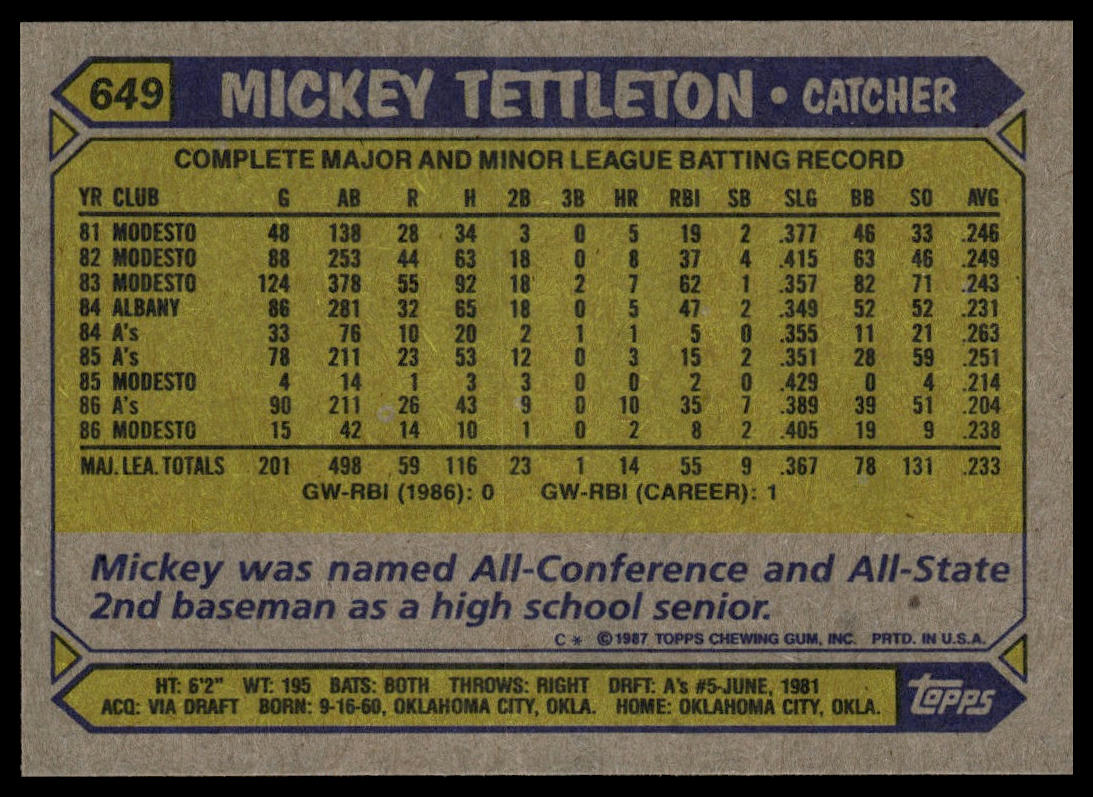 649 MICKEY TETTLETON • CATCHER
COMPLETE MAJOR AND MINOR LEAGUE BATTING RECORD
YR CLUB G AB R H 2B 3B HR RBI SB SLG BB SO AVG
81 MODESTO 48 138 28 34 3 0 5 19 2 .377 46 33 .246
82 MODESTO 88 253 44 63 18 0 8 37 4 .415 63 46 .249
83 MODESTO 124 378 55 92 18 2 7 62 1 .357 82 71 .243
84 ALBANY 86 281 32 65 18 0 5 47 2 .349 52 52 .231
84 A's 33 76 10 20 2 1 1 5 0 .355 11 21 .263
85 A's 78 211 23 53 12 0 3 15 2 .351 28 59 .251
85 MODESTO 4 14 1 3 3 0 0 2 0 .429 0 4 .214
86 A's 90 211 26 43 9 0 10 35 7 .389 39 51 .204
86 MODESTO 15 42 14 10 1 0 2 8 2 .405 19 9 .238
MAJ. LEA. TOTALS 201 498 59 116 23 1 14 55 9 .367 78 131 .233
GW-RBI (1986): 0 GW-RBI (CAREER): 1
Mickey was named All-Conference and All-State
2nd baseman as a high school senior.
C * © 1987 TOPPS CHEWING GUM, INC. PRTD. IN U.S.A.
HT: 6'2" WT: 195 BATS: BOTH THROWS: RIGHT DRFT: A's #5-JUNE, 1981
ACQ: VIA DRAFT BORN: 9-16-60, OKLAHOMA CITY, OKLA. HOME: OKLAHOMA CITY, OKLA.
topps